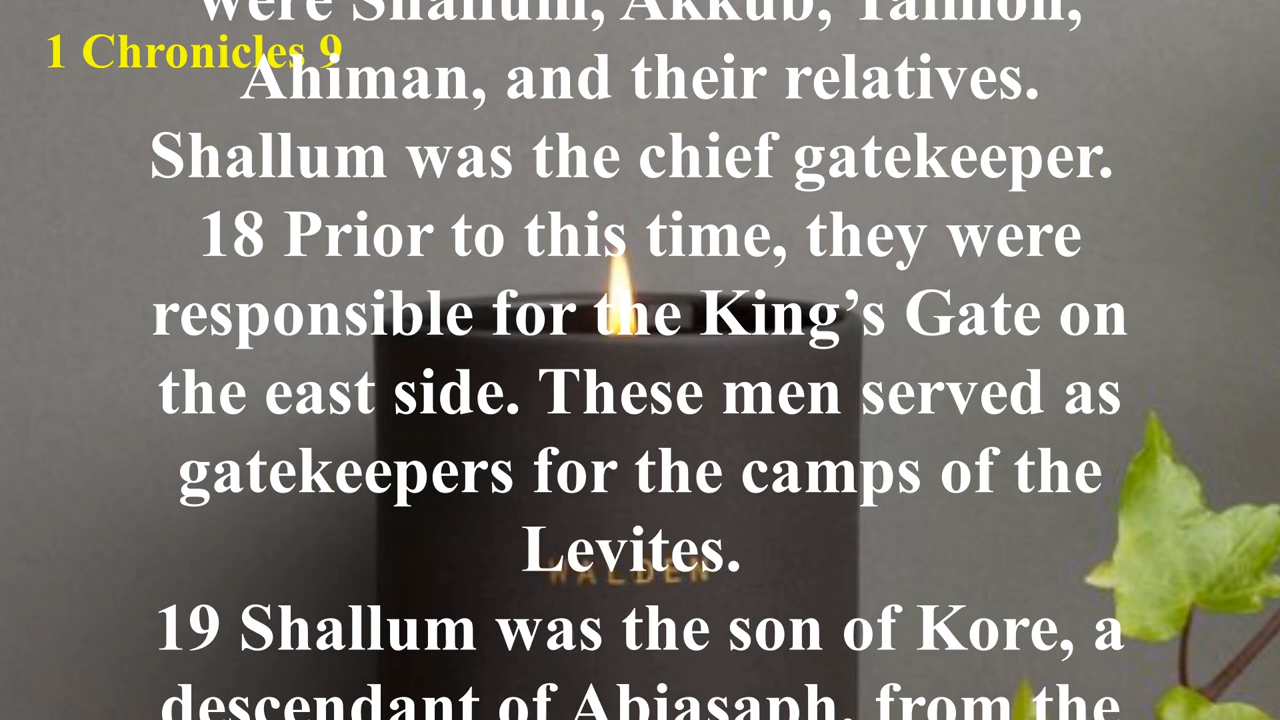 were Shallum, Akkub, Talmon,
1 Chronicles 9
Ahiman, and their relatives.
Shallum was the chief gatekeeper.
18 Prior to this time, they were
responsible for the King’s Gate on
the east side. These men served as
gatekeepers for the camps of the
Levites.
WALDEN
19 Shallum was the son of Kore, a
descendant of Abiasaph, from the